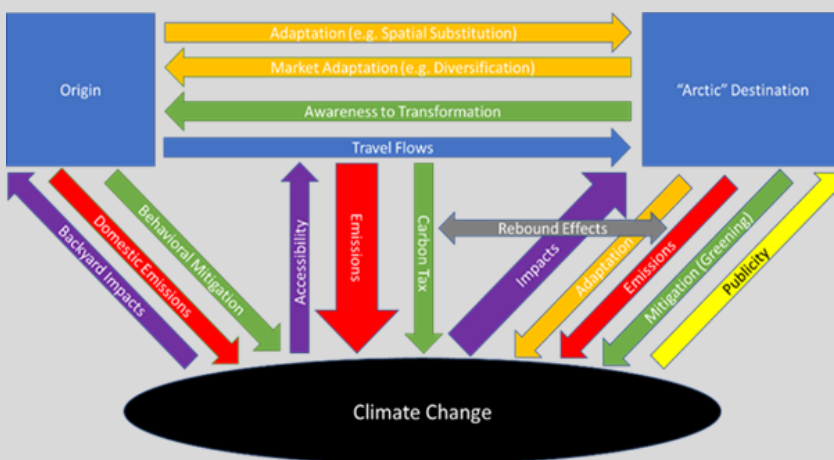 Adaptation (e.g. Spatial Substitution)
Market Adaptation (e.g. Diversification)
Origin
"Arctic" Destination
Awareness to Transformation
Travel Flows
Backyard Impacts
Domestic Emissions
Behavioral Mitigation
Accessibility
Emissions
Carbon Tax
Rebound Effects
Impacts
Adaptation
Emissions
Mitigation (Greening)
Publicity
Climate Change